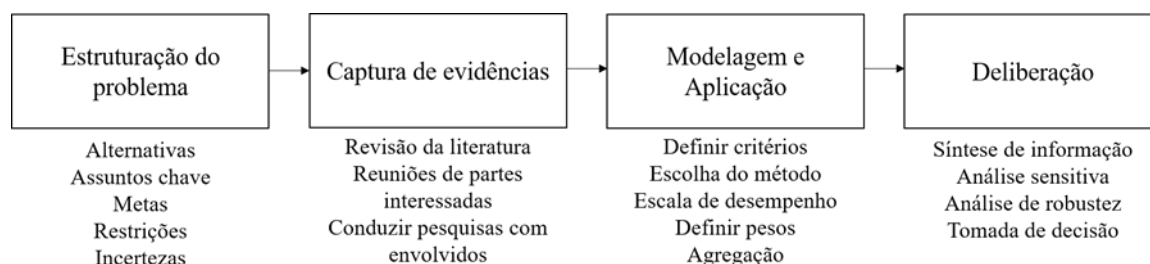 Estruturação do
problema
Alternativas
Assuntos chave
Metas
Restrições
Incertezas
Captura de evidências
Revisão da literatura
Reuniões de partes
interessadas
Conduzir pesquisas com
envolvidos
Modelagem e
Aplicação
Definir critérios
Escolha do método
Escala de desempenho
Definir pesos
Agregação
Deliberação
Síntese de informação
Análise sensitiva
Análise de robustez
Tomada de decisão